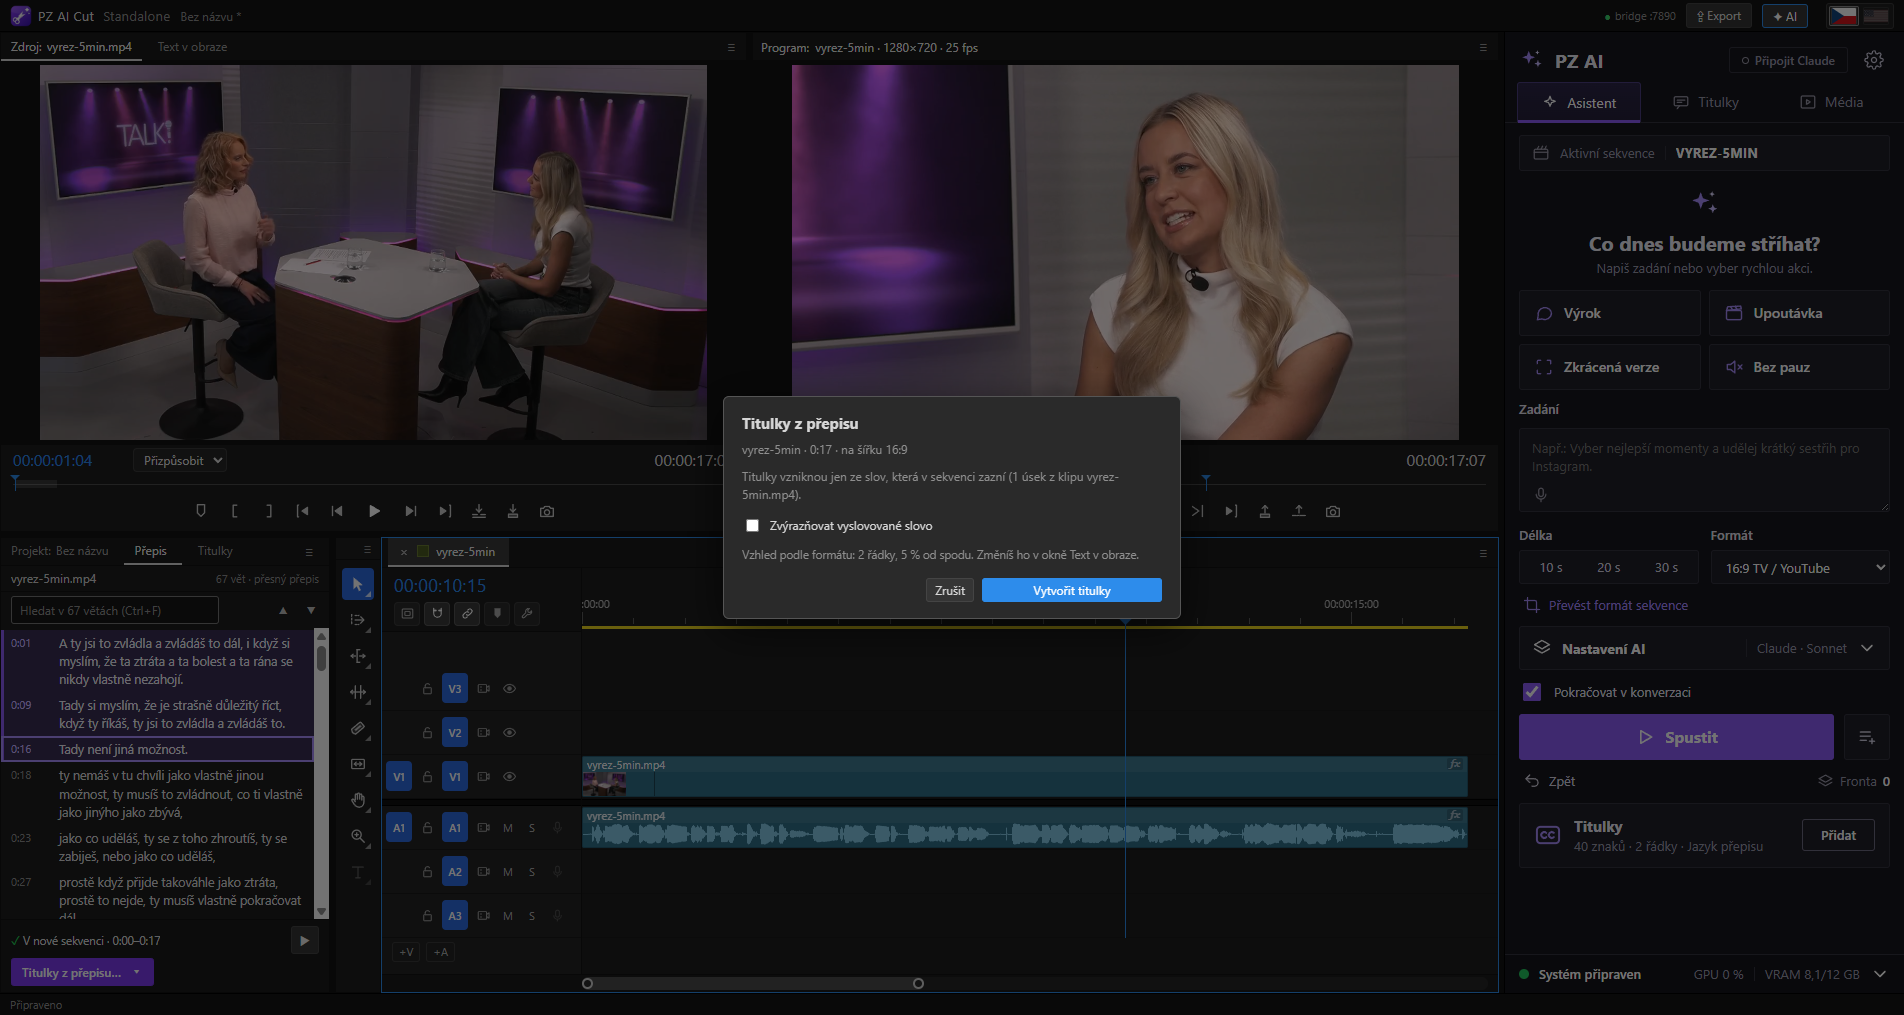 PZ AI Cut Standalone Bez názvu *
bridge :7890 Export AI
Zdroj: vyrez-5min.mp4 Text v obraze
Program: vyrez-5min · 1280×720 · 25 fps
TALK!
00:00:01:04 Přizpůsobit
00:00:17:07
Projekt: Bez názvu Přepis Titulky
vyrez-5min.mp4 67 vět · přesný přepis
Hledat v 67 větách (Ctrl+F)
0:01 A ty jsi to zvládla a zvládáš to dál, i když si
myslím, že ta ztráta a ta bolest a ta rána se
nikdy vlastně nezahojí.
0:09 Tady si myslím, že je strašně důležitý říct,
když ty říkáš, ty jsi to zvládla a zvládáš to.
0:16 Tady není jiná možnost.
0:18 ty nemáš v tu chvíli jako vlastně jinou
možnost, ty musíš to zvládnout, co ti vlastně
jako jinýho jako zbývá,
0:23 jako co uděláš, ty se z toho zhroutíš, ty se
zabiješ, nebo jako co uděláš,
0:27 prostě když přijde takováhle jako ztráta,
prostě to nejde, ty musíš vlastně pokračovat
dál
✓ V nové sekvenci · 0:00–0:17
Titulky z přepisu...
Připraveno
vyrez-5min
00:00:10:15
:00:00
00:00:15:00
V3
V2
V1 V1
A1 A1 M S
A2 M S
A3 M S
+V +A
vyrez-5min.mp4 fx
vyrez-5min.mp4 fx
Titulky z přepisu
vyrez-5min · 0:17 · na šířku 16:9
Titulky vzniknou jen ze slov, která v sekvenci zazní (1 úsek z klipu vyrez-
5min.mp4).
Zvýrazňovat vyslovované slovo
Vzhled podle formátu: 2 řádky, 5 % od spodu. Změníš ho v okně Text v obraze.
Zrušit Vytvořit titulky
PZ AI Připojit Claude
Asistent Titulky Média
Aktivní sekvence VYREZ-5MIN
Co dnes budeme stříhat?
Napiš zadání nebo vyber rychlou akci.
Výrok Upoutávka
Zkrácená verze Bez pauz
Zadání
Např.: Vyber nejlepší momenty a udělej krátký sestřih pro
Instagram.
Délka Formát
10 s 20 s 30 s 16:9 TV / YouTube
Převést formát sekvence
Nastavení AI Claude · Sonnet
Pokračovat v konverzaci
Spustit
Zpět Fronta 0
CC Titulky
40 znaků · 2 řádky · Jazyk přepisu
Přidat
Systém připraven GPU 0 % VRAM 8,1/12 GB